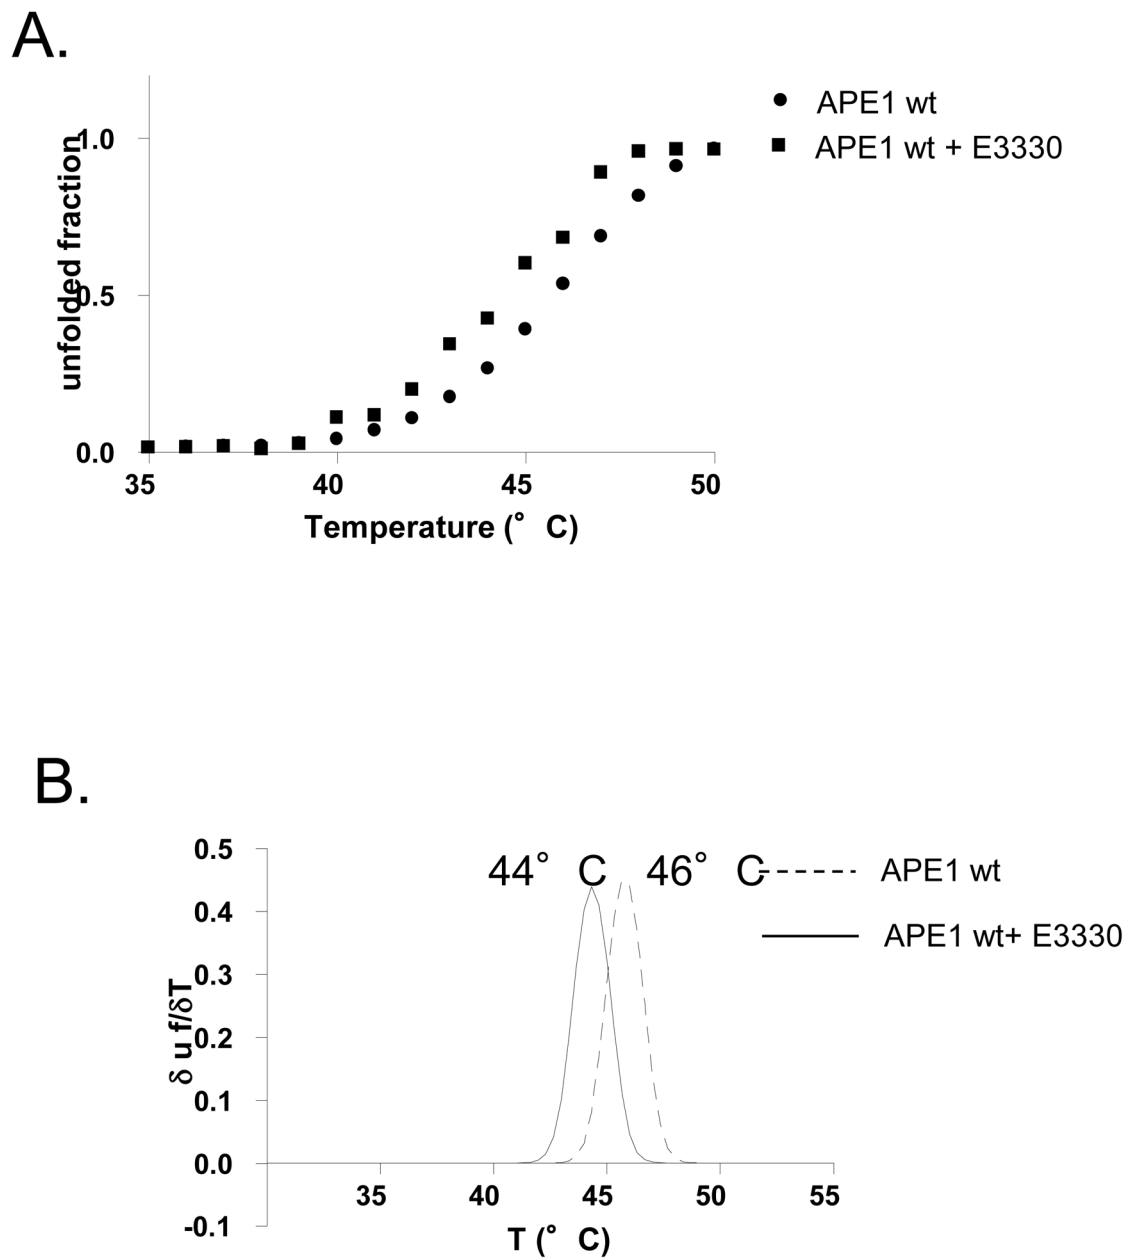 A.
APE1 wt
APE1 wt + E3330
unfolded fraction
1.0
0.5
0.0
35 40 45 50
Temperature (° C)
B.
44° C 46° C
APE1 wt
APE1 wt+ E3330
δ u f/δT
0.5
0.4
0.3
0.2
0.1
0.0
-0.1
35 40 45 50 55
T (° C)